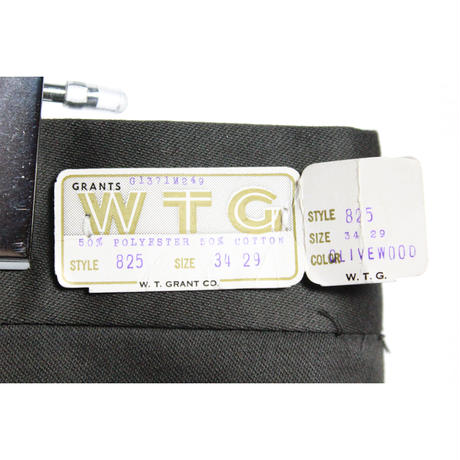 G1371M249
GRANTS
WTG
50% POLYESTER 50% COTTON
STYLE 825 SIZE 34 29
W. T. GRANT CO.
STYLE 825
SIZE 34 29
COLOR OLIVEWOOD
W. T. G.